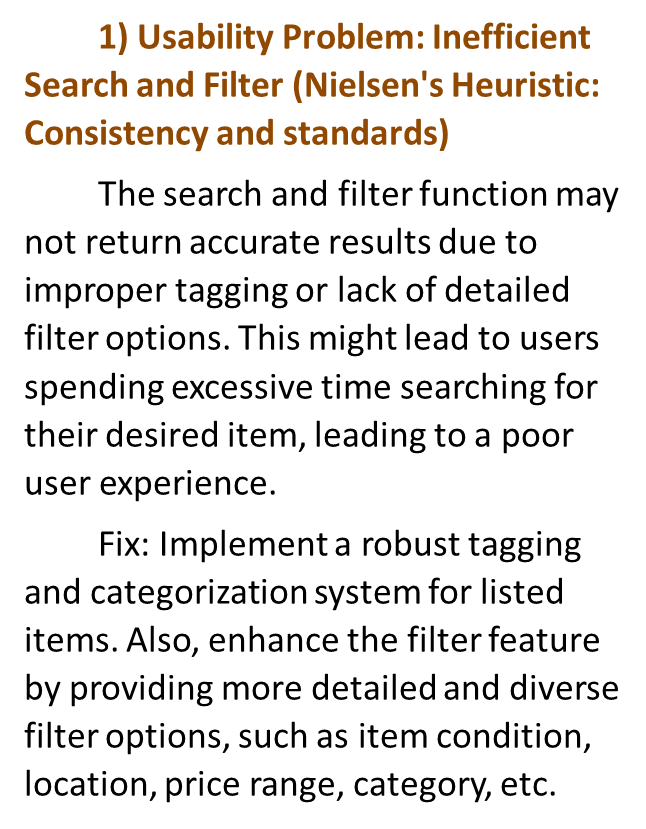 1) Usability Problem: Inefficient
Search and Filter (Nielsen's Heuristic:
Consistency and standards)
The search and filter function may
not return accurate results due to
improper tagging or lack of detailed
filter options. This might lead to users
spending excessive time searching for
their desired item, leading to a poor
user experience.
Fix: Implement a robust tagging
and categorization system for listed
items. Also, enhance the filter feature
by providing more detailed and diverse
filter options, such as item condition,
location, price range, category, etc.